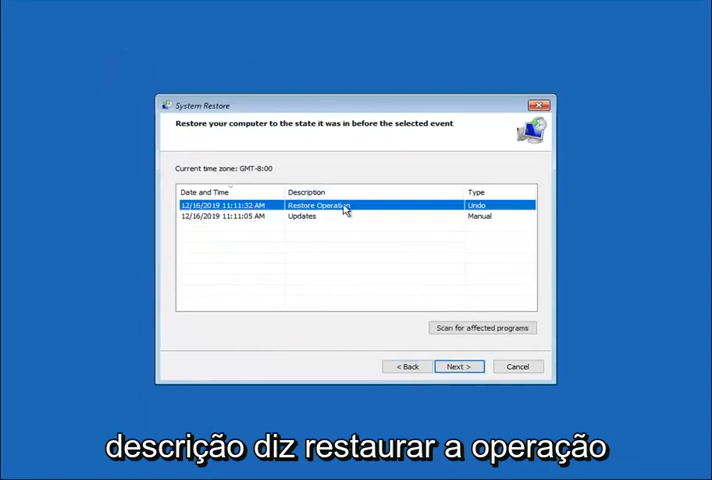 System Restore
Restore your computer to the state it was in before the selected event
Current time zone: GMT-8:00
Date and Time Description Type
12/16/2019 11:11:32 AM Restore Operation Undo
12/16/2019 11:11:05 AM Updates Manual
Scan for affected programs
< Back Next > Cancel
descrição diz restaurar a operação